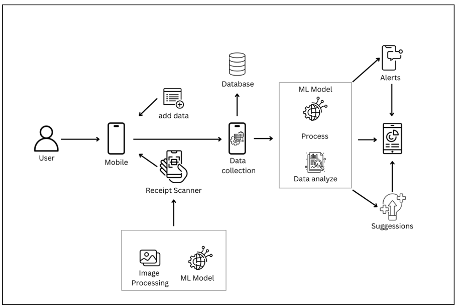 Database
ML Model
Alerts
add data
Process
User
Mobile
Data
collection
Data analyze
Receipt Scanner
Suggessions
Image
Processing
ML Model